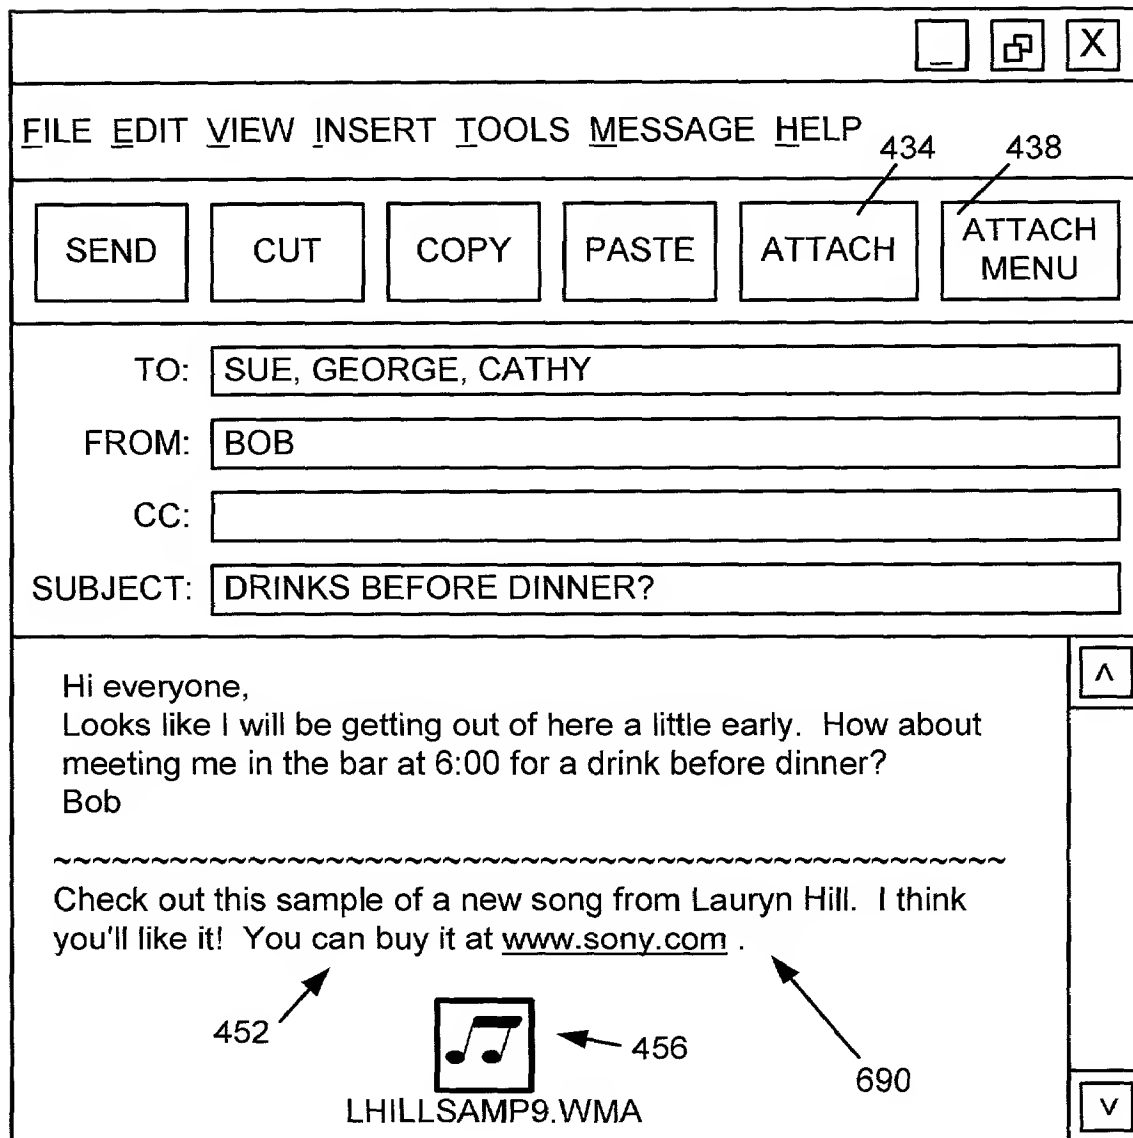 _ X
FILE EDIT VIEW INSERT TOOLS MESSAGE HELP
434 438
SEND CUT COPY PASTE ATTACH ATTACH MENU
TO: SUE, GEORGE, CATHY
FROM: BOB
CC:
SUBJECT: DRINKS BEFORE DINNER?
Hi everyone,
Looks like I will be getting out of here a little early. How about
meeting me in the bar at 6:00 for a drink before dinner?
Bob
~~~~~~~~~~~~~~~~~~~~~~~~~~~~~~~~~~~~~~~~~~~~~~~~~~
Check out this sample of a new song from Lauryn Hill. I think
you'll like it! You can buy it at www.sony.com .
452
456
690
LHILLSAMP9.WMA